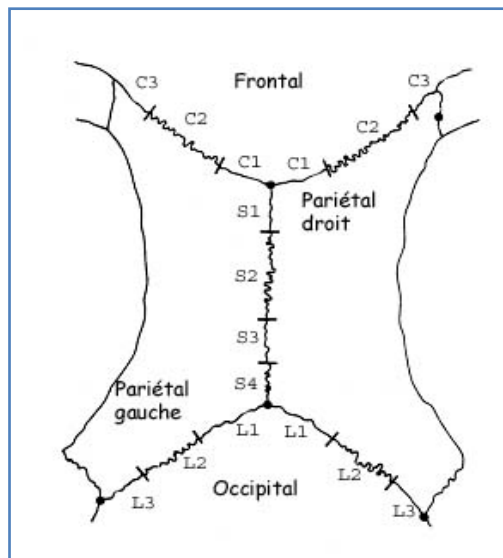 C3
Frontal
C3
C2
C2
C1
C1
S1
Pariétal
droit
S2
S3
Pariétal
gauche
S4
L1
L1
L2
Occipital
L2
L3
L3